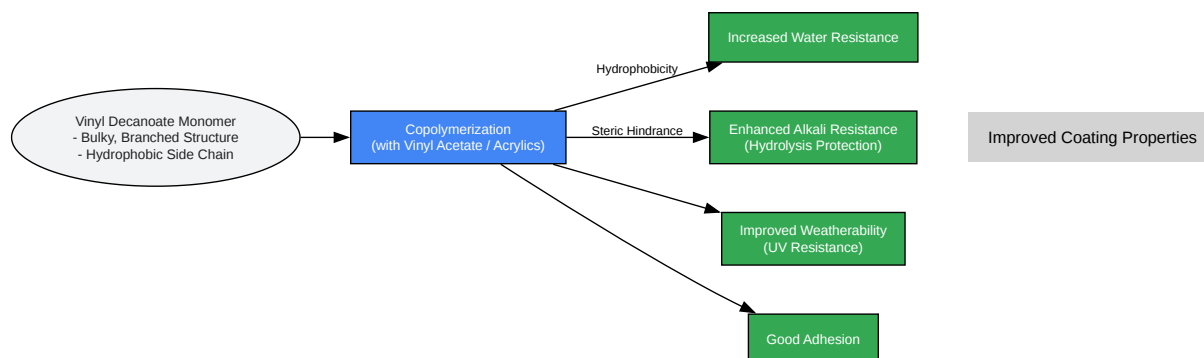 Vinyl Decanoate Monomer
- Bulky, Branched Structure
- Hydrophobic Side Chain
Copolymerization
(with Vinyl Acetate / Acrylics)
Hydrophobicity
Steric Hindrance
Increased Water Resistance
Enhanced Alkali Resistance
(Hydrolysis Protection)
Improved Weatherability
(UV Resistance)
Good Adhesion
Improved Coating Properties